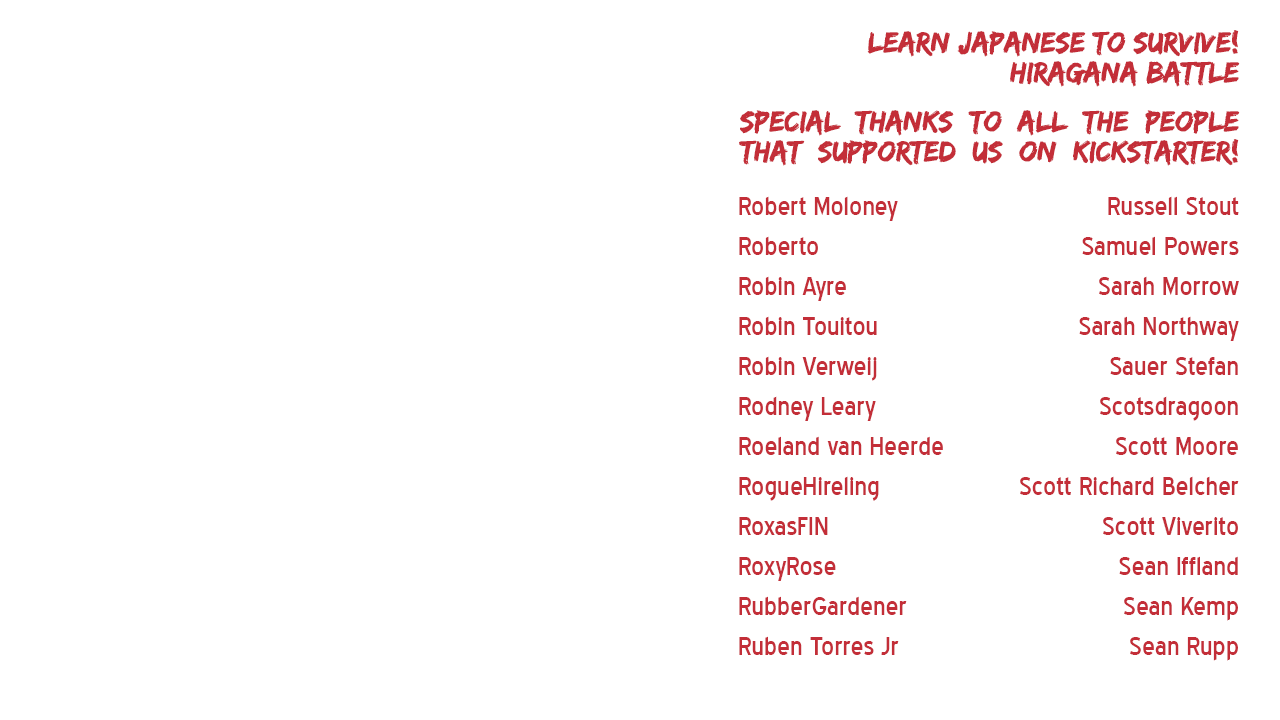 LEARN JAPANESE TO SURVIVE!
HIRAGANA BATTLE
SPECIAL THANKS TO ALL THE PEOPLE
THAT SUPPORTED US ON KICKSTARTER!
Robert Moloney Russell Stout
Roberto Samuel Powers
Robin Ayre Sarah Morrow
Robin Touitou Sarah Northway
Robin Verweij Sauer Stefan
Rodney Leary Scotsdragoon
Roeland van Heerde Scott Moore
RogueHireling Scott Richard Belcher
RoxasFIN Scott Viverito
RoxyRose Sean Iffland
RubberGardener Sean Kemp
Ruben Torres Jr Sean Rupp